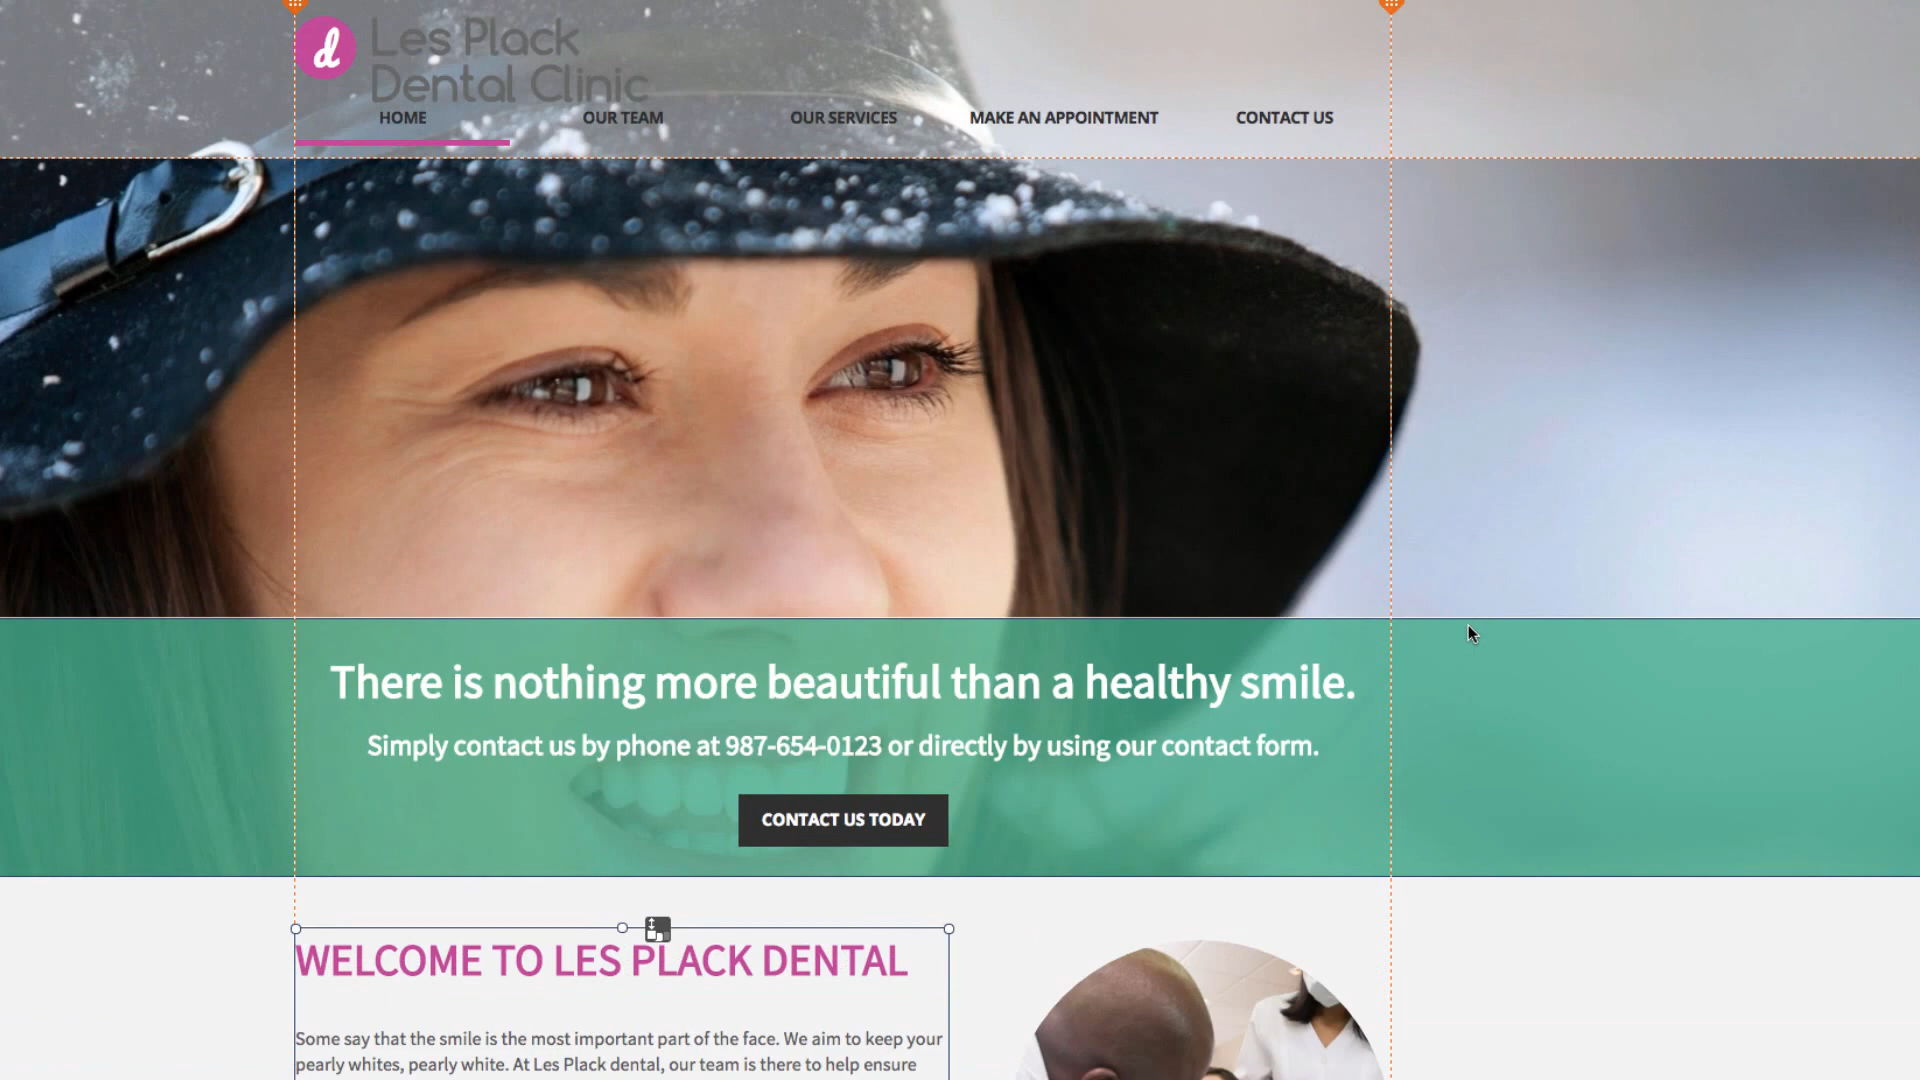 d
Les Plack
Dental Clinic
HOME OUR TEAM OUR SERVICES MAKE AN APPOINTMENT CONTACT US
There is nothing more beautiful than a healthy smile.
Simply contact us by phone at 987-654-0123 or directly by using our contact form.
CONTACT US TODAY
WELCOME TO LES PLACK DENTAL
Some say that the smile is the most important part of the face. We aim to keep your
pearly whites, pearly white. At Les Plack dental, our team is there to help ensure